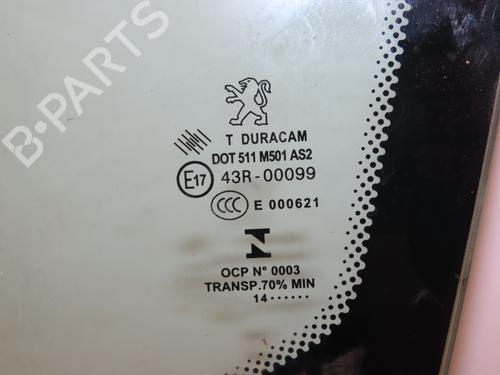 B-PARTS
T DURACAM
DOT 511 M501 AS2
E17 43R-00099
CCC E 000621
N
OCP N° 0003
TRANSP.70% MIN
14••••••